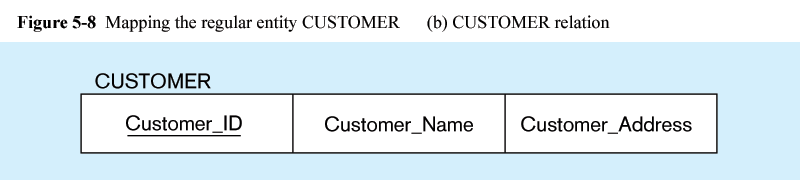 Figure 5-8 Mapping the regular entity CUSTOMER (b) CUSTOMER relation
CUSTOMER
Customer_ID Customer_Name Customer_Address